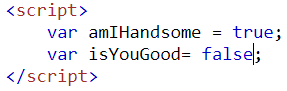 <script>
    var amIHandsome = true;
    var isYouGood= false;
</script>